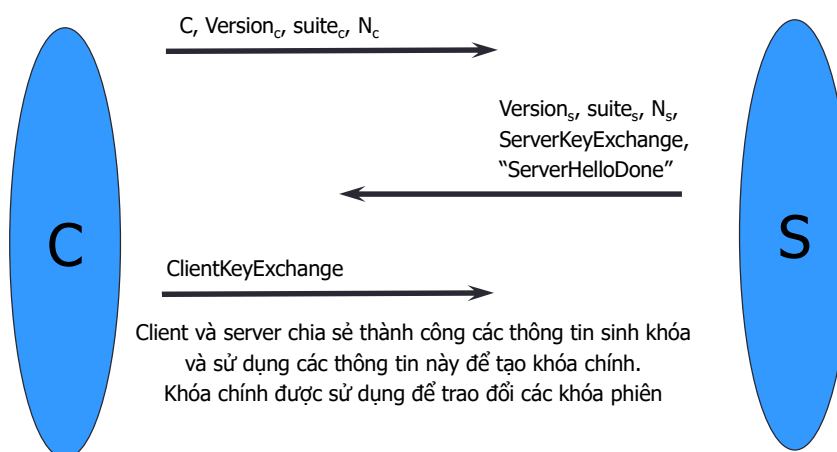 C, Versionc, suitec, Nc
Versions, suites, Ns,
ServerKeyExchange,
“ServerHelloDone”
C
S
ClientKeyExchange
Client và server chia sẻ thành công các thông tin sinh khóa
và sử dụng các thông tin này để tạo khóa chính.
Khóa chính được sử dụng để trao đổi các khóa phiên